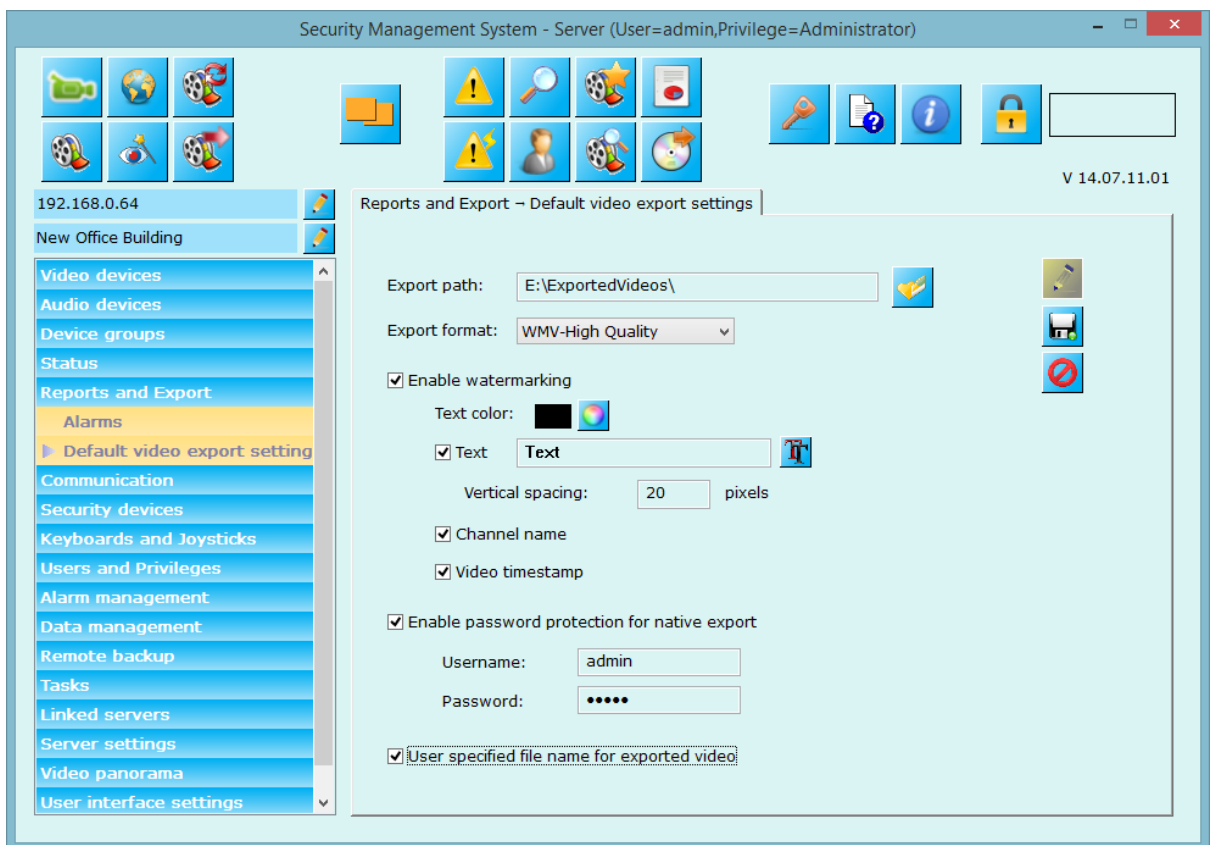 Security Management System - Server (User=admin,Privilege=Administrator)
V 14.07.11.01
192.168.0.64
New Office Building
Video devices
Audio devices
Device groups
Status
Reports and Export
Alarms
Default video export setting
Communication
Security devices
Keyboards and Joysticks
Users and Privileges
Alarm management
Data management
Remote backup
Tasks
Linked servers
Server settings
Video panorama
User interface settings
Reports and Export → Default video export settings
Export path: E:\ExportedVideos\
Export format: WMV-High Quality
Enable watermarking
Text color:
Text Text
Vertical spacing: 20 pixels
Channel name
Video timestamp
Enable password protection for native export
Username: admin
Password: •••••
User specified file name for exported video